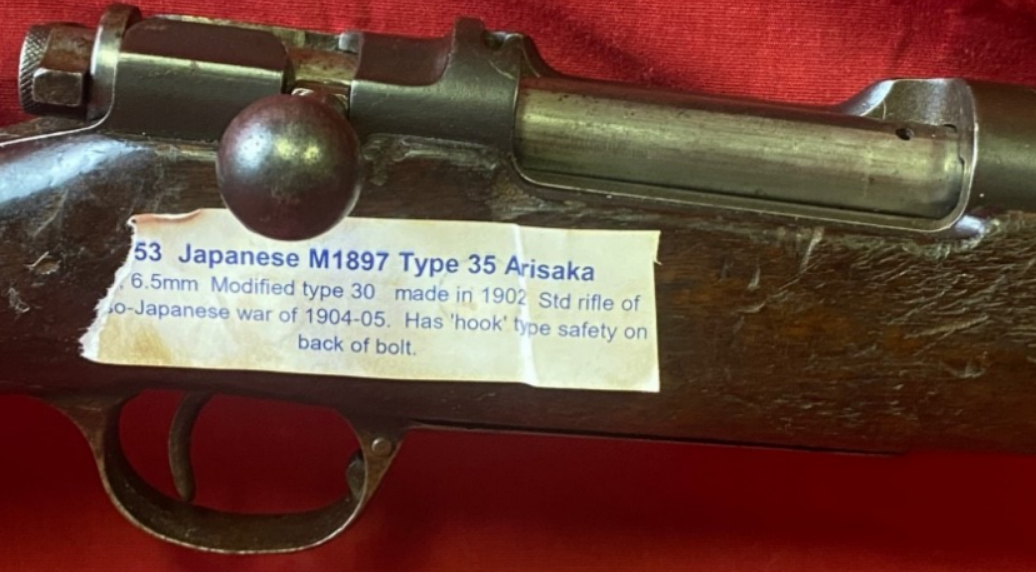 53 Japanese M1897 Type 35 Arisaka
6.5mm Modified type 30 made in 1902 Std rifle of
o-Japanese war of 1904-05. Has 'hook' type safety on
back of bolt.